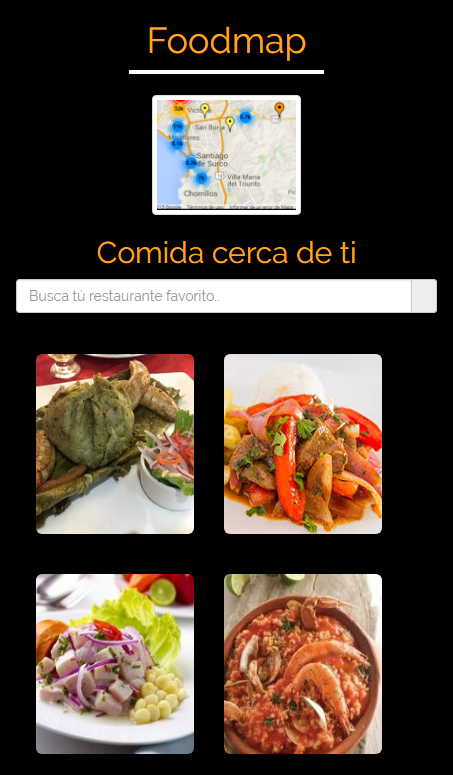 Foodmap
San Borja
Santiago
de Surco
Villa Maria
del Triunfo
Chorrillos
Comida cerca de ti
Busca tú restaurante favorito..